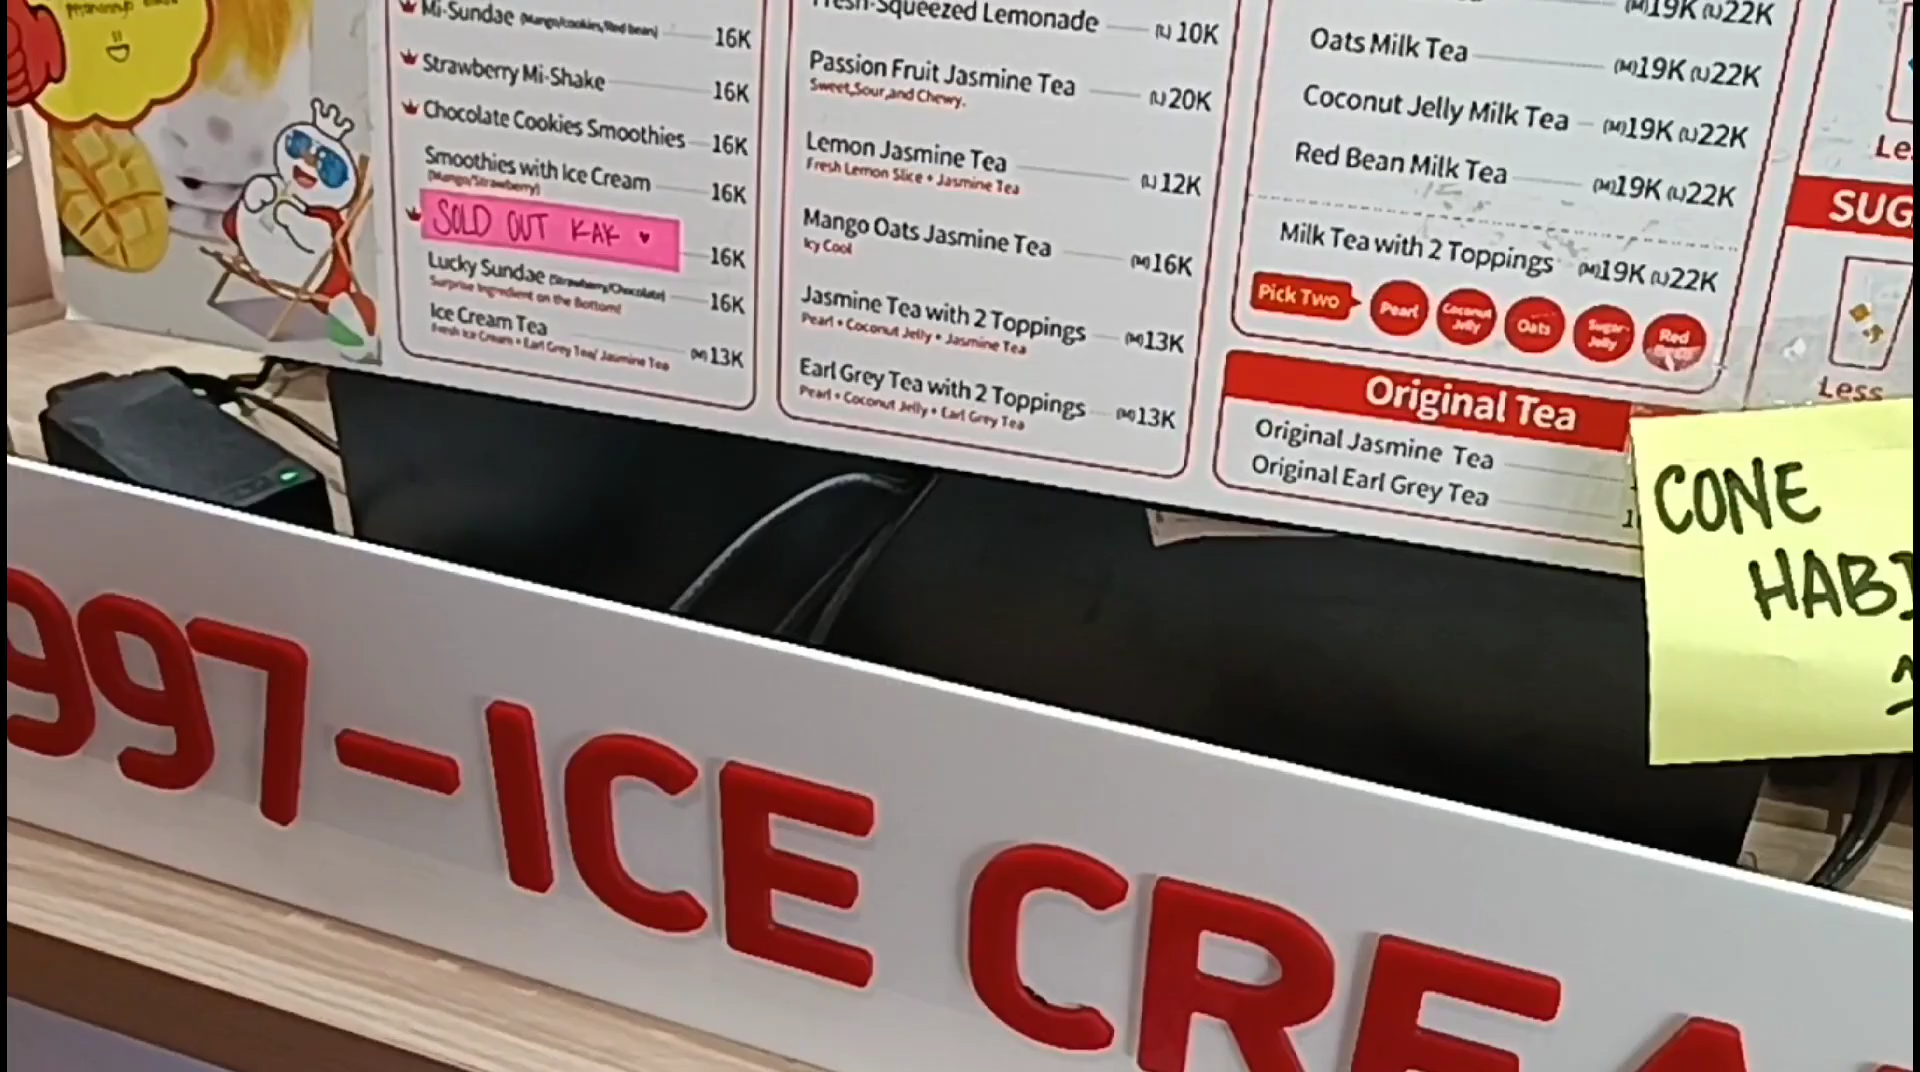 Mi-Sundae (Mango/cookies/Red bean) 16K
Strawberry Mi-Shake 16K
Chocolate Cookies Smoothies 16K
Smoothies with Ice Cream 16K
(Mango/Strawberry)
SOLD OUT KAK ♥
16K
Lucky Sundae (Strawberry/Chocolate) 16K
Surprise Ingredient on the Bottom!
Ice Cream Tea (M)13K
Fresh Ice Cream + Earl Grey Tea/ Jasmine Tea
Fresh-Squeezed Lemonade (L)10K
Passion Fruit Jasmine Tea (L)20K
Sweet,Sour,and Chewy.
Lemon Jasmine Tea (L)12K
Fresh Lemon Slice + Jasmine Tea
Mango Oats Jasmine Tea (M)16K
Icy Cool
Jasmine Tea with 2 Toppings (M)13K
Pearl + Coconut Jelly + Jasmine Tea
Earl Grey Tea with 2 Toppings (M)13K
Pearl + Coconut Jelly + Earl Grey Tea
(M)19K (L)22K
Oats Milk Tea (M)19K (L)22K
Coconut Jelly Milk Tea (M)19K (L)22K
Red Bean Milk Tea (M)19K (L)22K
Milk Tea with 2 Toppings (M)19K (L)22K
Pick Two Pearl Coconut Jelly Oats Sugar Jelly Red
Original Tea
Original Jasmine Tea
Original Earl Grey Tea
Le
SUG
Less
CONE
HABI
997-ICE CREA